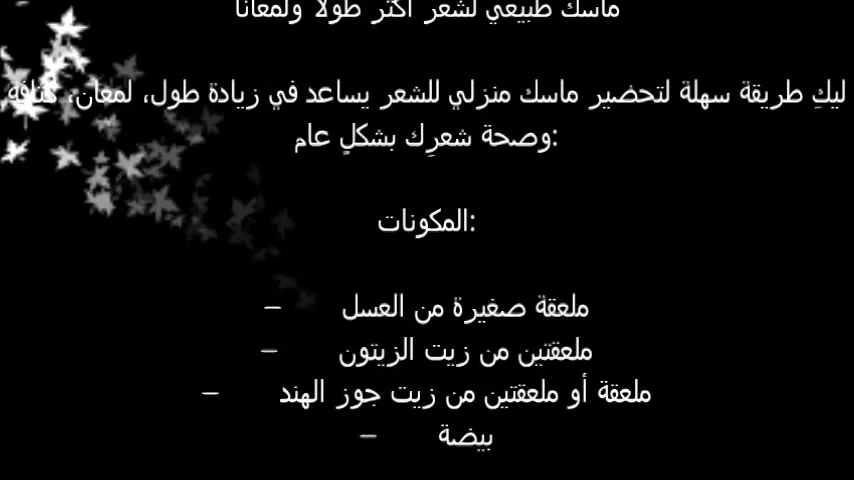 ماسك طبيعي لشعر أكثر طولا ولمعانا
ليكِ طريقة سهلة لتحضير ماسك منزلي للشعر يساعد في زيادة طول، لمعان، كثافة
وصحة شعرِك بشكلٍ عام:
المكونات:
ملعقة صغيرة من العسل –
ملعقتين من زيت الزيتون –
ملعقة أو ملعقتين من زيت جوز الهند –
بيضة –